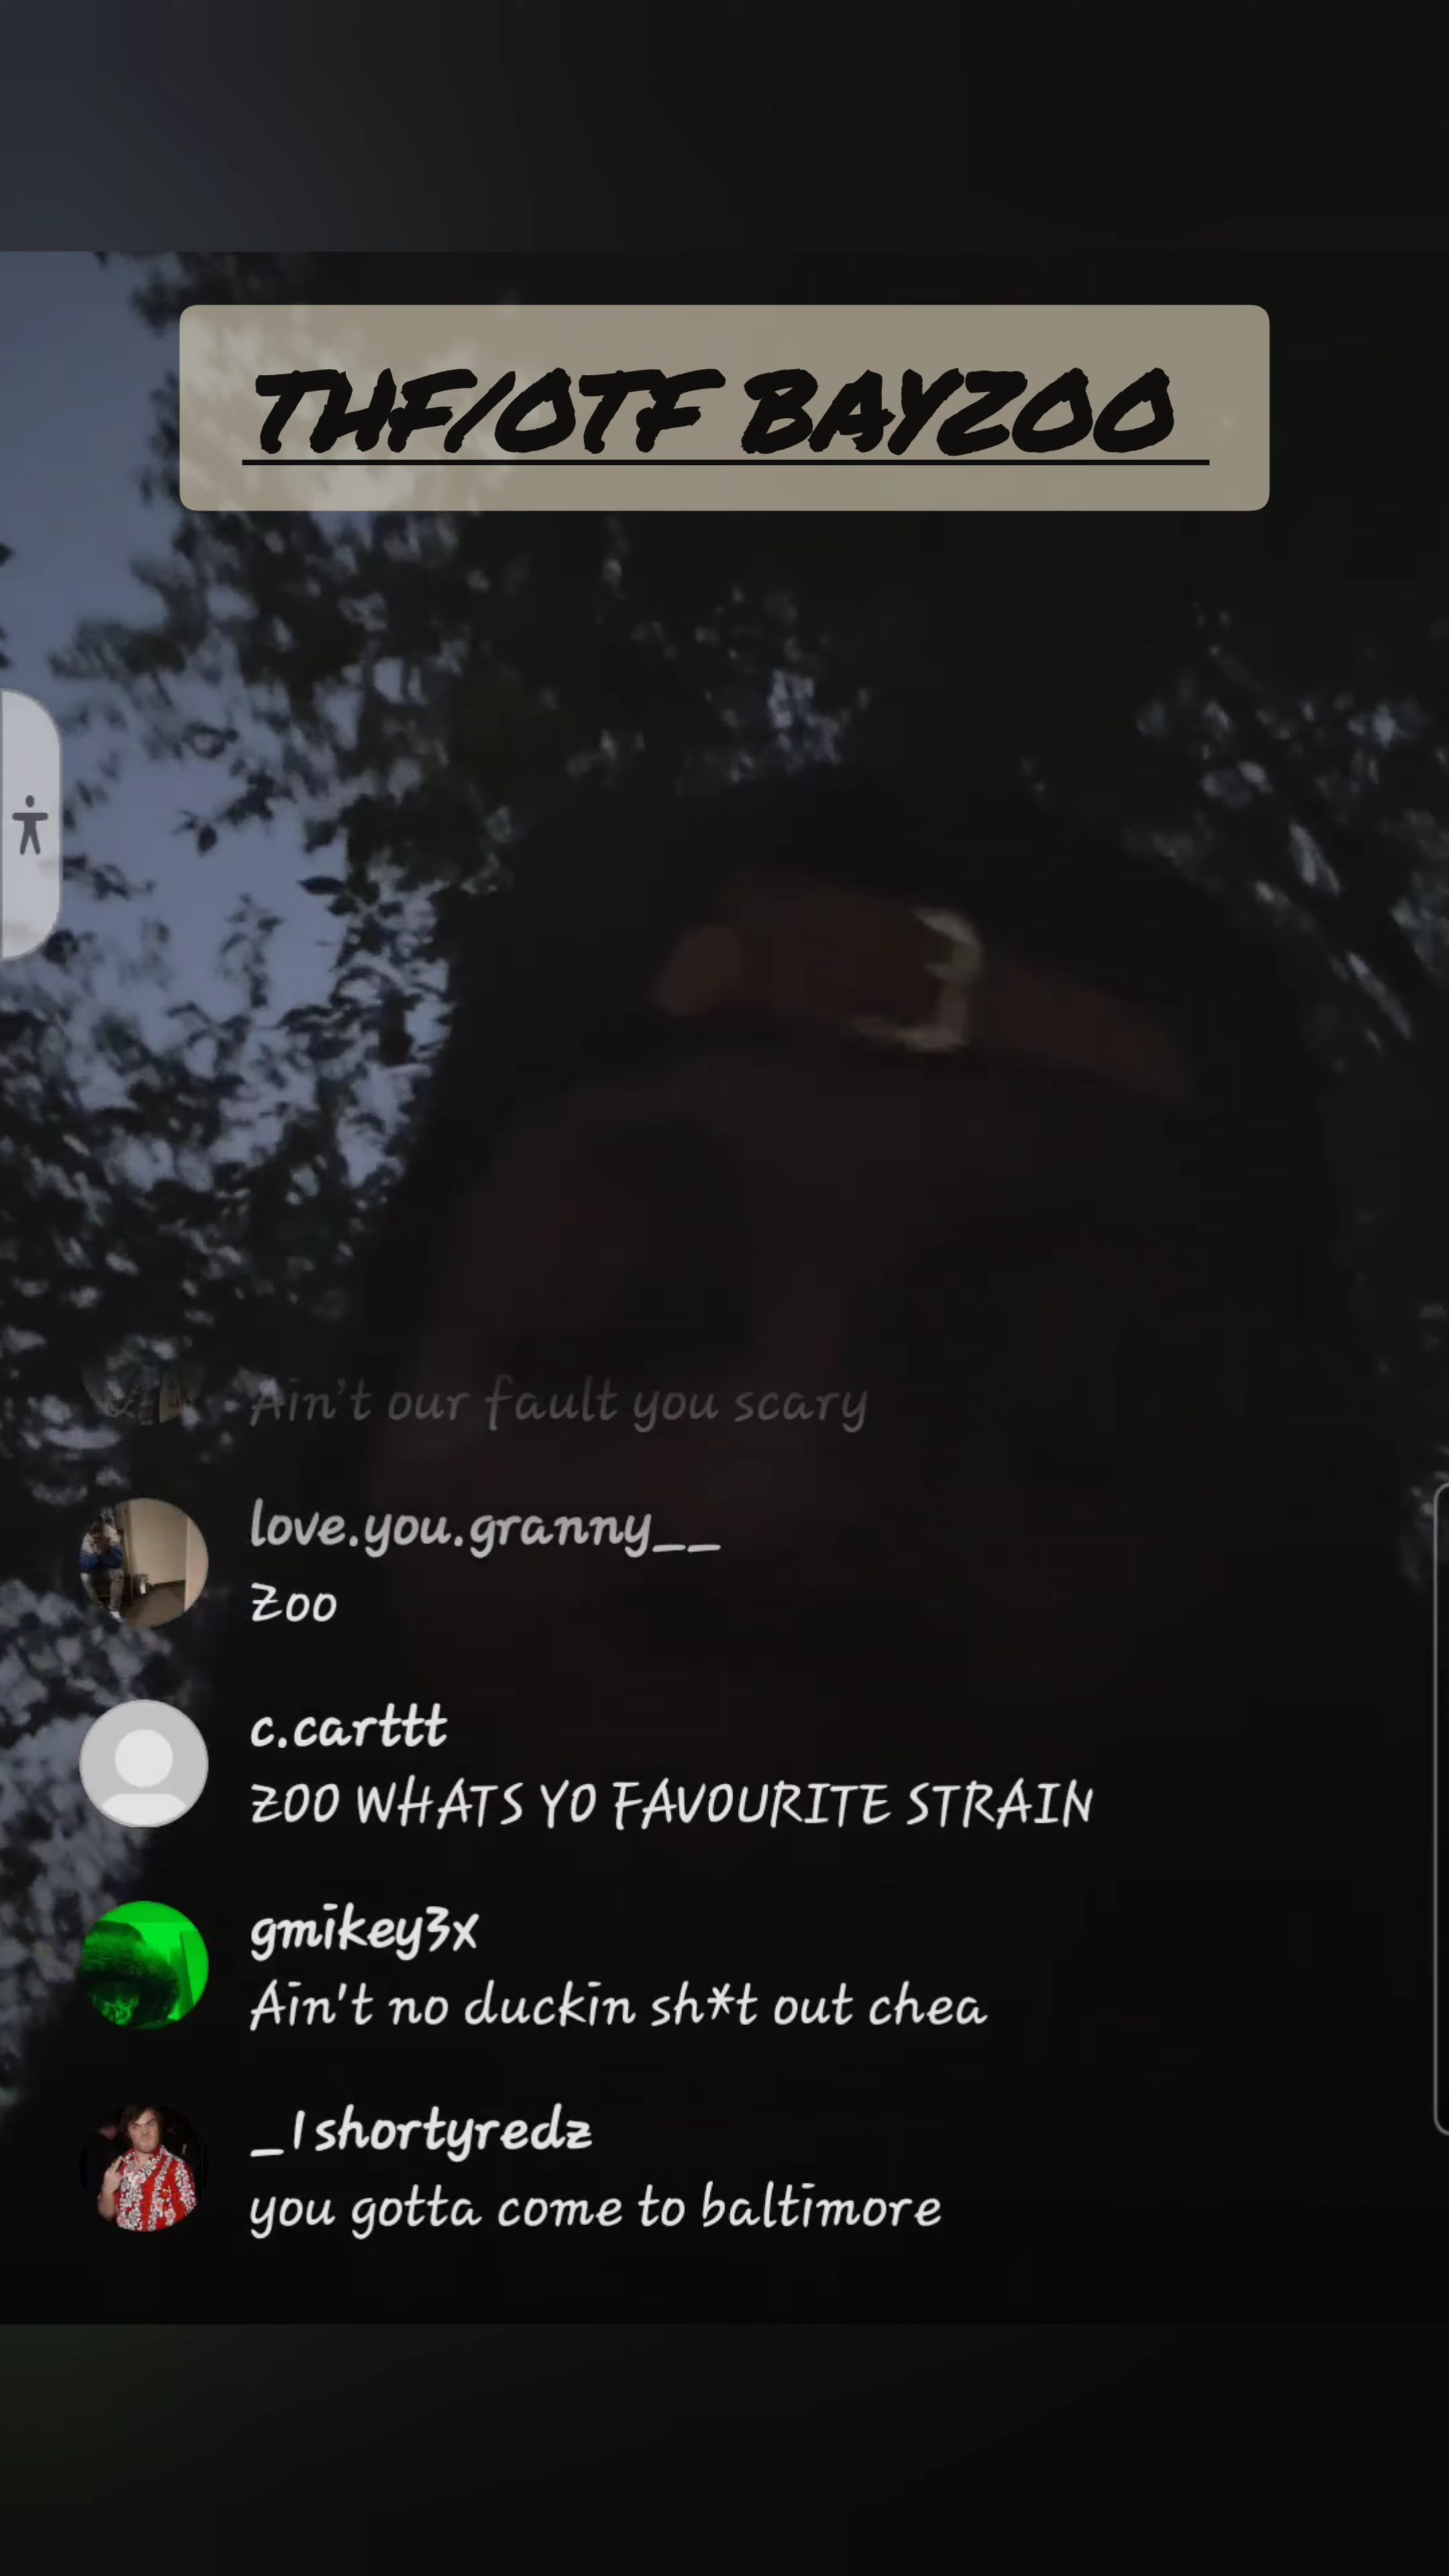 THF/OTF BAYZOO
Ain't our fault you scary
love.you.granny__
Zoo
c.carttt
ZOO WHATS YO FAVOURITE STRAIN
gmikey3x
Ain't no duckin sh*t out chea
_1shortyredz
you gotta come to baltimore